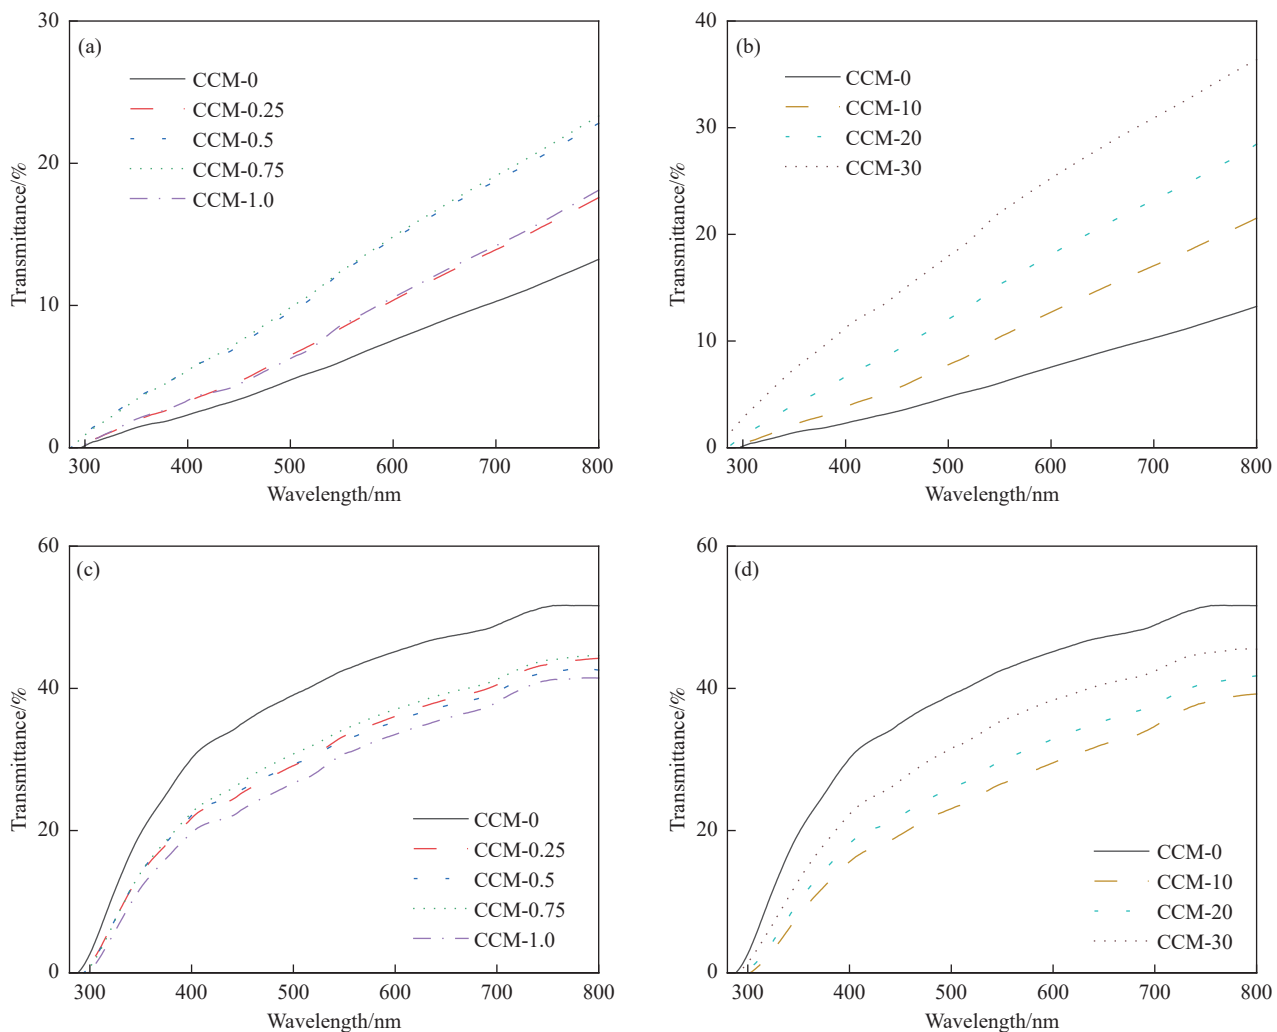 (a)
CCM-0
CCM-0.25
CCM-0.5
CCM-0.75
CCM-1.0
30
20
10
0
Transmittance/%
300 400 500 600 700 800
Wavelength/nm
(b)
CCM-0
CCM-10
CCM-20
CCM-30
40
30
20
10
0
Transmittance/%
300 400 500 600 700 800
Wavelength/nm
(c)
CCM-0
CCM-0.25
CCM-0.5
CCM-0.75
CCM-1.0
60
40
20
0
Transmittance/%
300 400 500 600 700 800
Wavelength/nm
(d)
CCM-0
CCM-10
CCM-20
CCM-30
60
40
20
0
Transmittance/%
300 400 500 600 700 800
Wavelength/nm